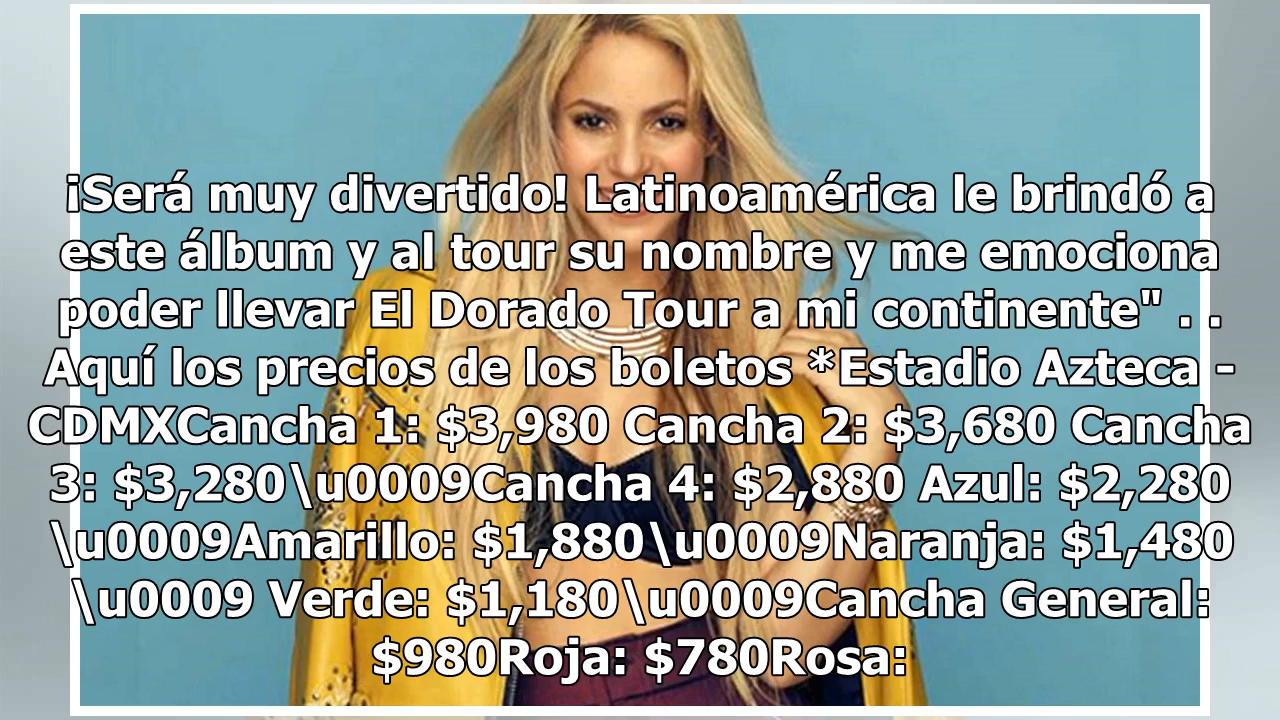 ¡Será muy divertido! Latinoamérica le brindó a
este álbum y al tour su nombre y me emociona
poder llevar El Dorado Tour a mi continente" . .
Aquí los precios de los boletos *Estadio Azteca -
CDMXCancha 1: $3,980 Cancha 2: $3,680 Cancha
3: $3,280\u0009Cancha 4: $2,880 Azul: $2,280
\u0009Amarillo: $1,880\u0009Naranja: $1,480
\u0009 Verde: $1,180\u0009Cancha General:
$980Roja: $780Rosa: